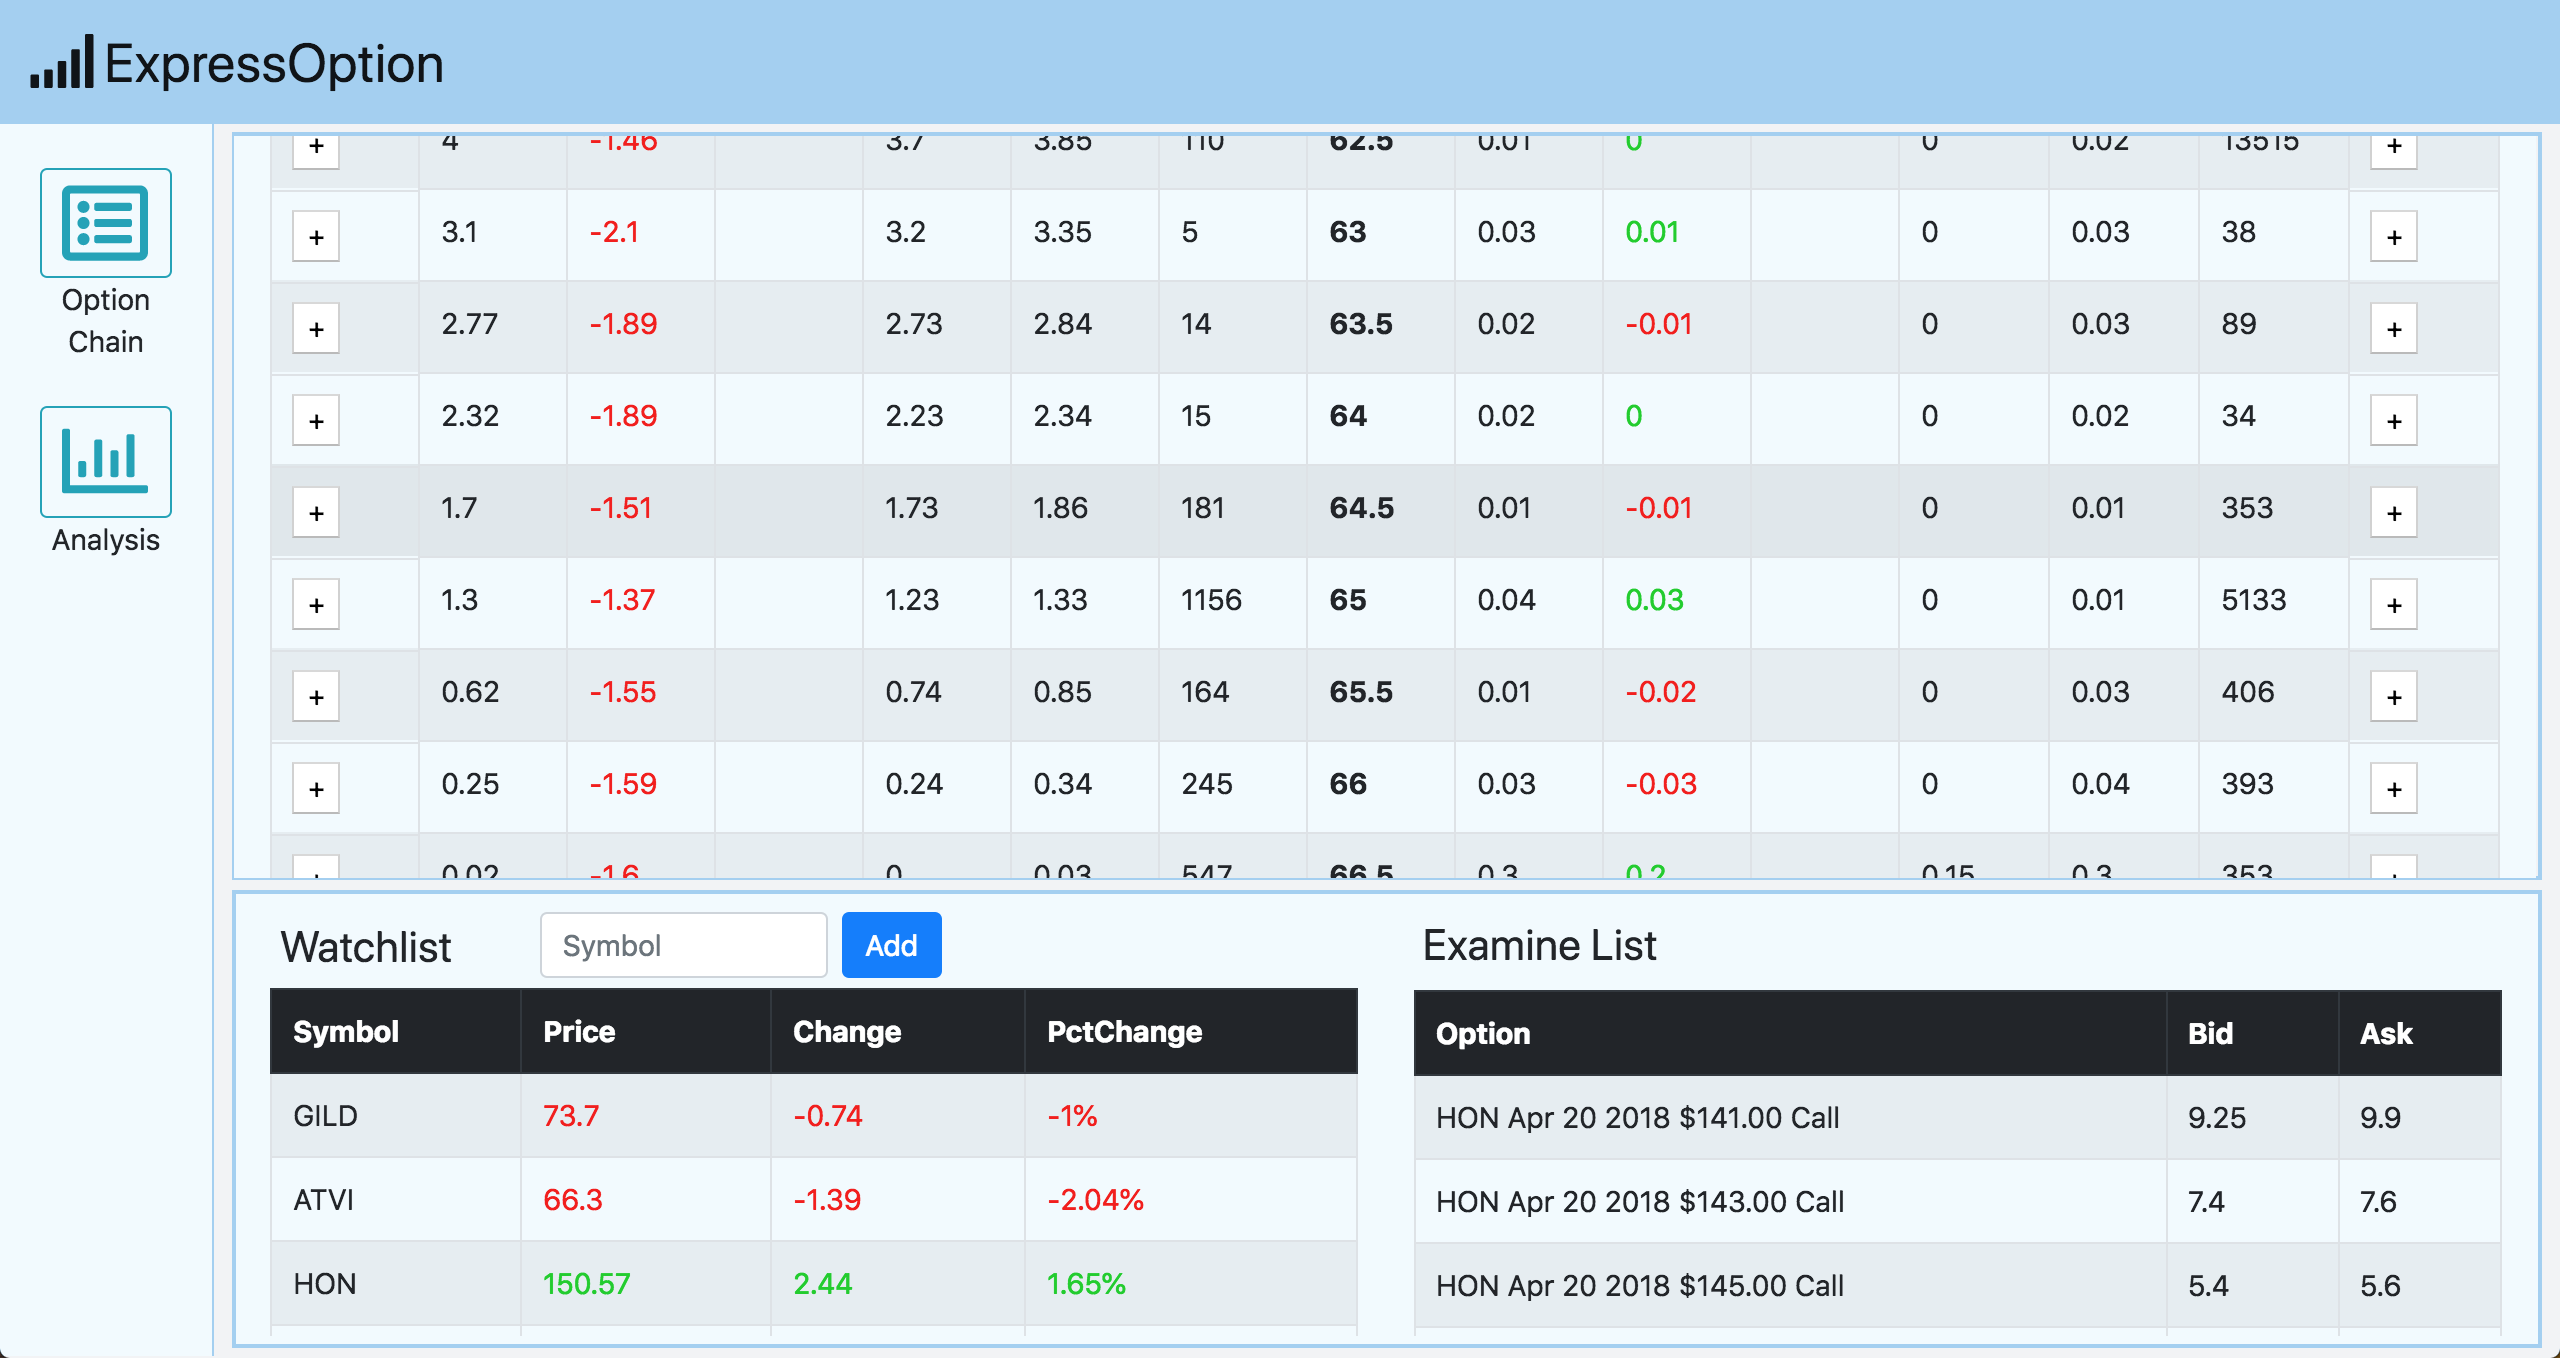 ExpressOption
Option
Chain
Analysis
+ 4 -1.46 3.7 3.85 110 62.5 0.01 0 0 0.02 13515 +
+ 3.1 -2.1 3.2 3.35 5 63 0.03 0.01 0 0.03 38 +
+ 2.77 -1.89 2.73 2.84 14 63.5 0.02 -0.01 0 0.03 89 +
+ 2.32 -1.89 2.23 2.34 15 64 0.02 0 0 0.02 34 +
+ 1.7 -1.51 1.73 1.86 181 64.5 0.01 -0.01 0 0.01 353 +
+ 1.3 -1.37 1.23 1.33 1156 65 0.04 0.03 0 0.01 5133 +
+ 0.62 -1.55 0.74 0.85 164 65.5 0.01 -0.02 0 0.03 406 +
+ 0.25 -1.59 0.24 0.34 245 66 0.03 -0.03 0 0.04 393 +
+ 0.02 -1.6 0 0.03 547 66.5 0.3 0.2 0.15 0.3 353 +
Watchlist Symbol Add
Symbol Price Change PctChange
GILD 73.7 -0.74 -1%
ATVI 66.3 -1.39 -2.04%
HON 150.57 2.44 1.65%
Examine List
Option Bid Ask
HON Apr 20 2018 $141.00 Call 9.25 9.9
HON Apr 20 2018 $143.00 Call 7.4 7.6
HON Apr 20 2018 $145.00 Call 5.4 5.6